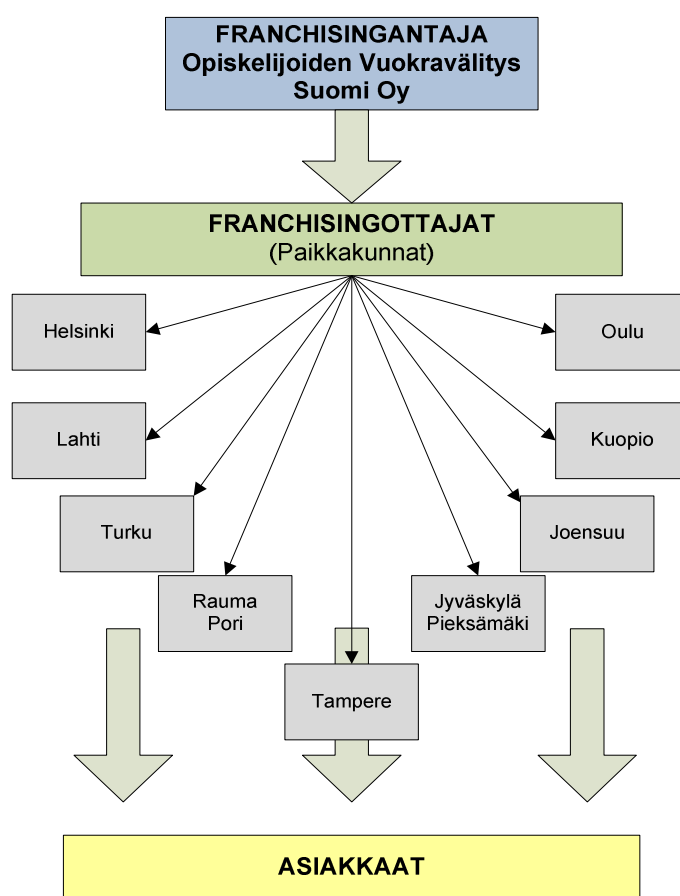 FRANCHISINGANTAJA
Opiskelijoiden Vuokravälitys
Suomi Oy
FRANCHISINGOTTAJAT
(Paikkakunnat)
Helsinki
Oulu
Lahti
Kuopio
Turku
Joensuu
Rauma
Pori
Jyväskylä
Pieksämäki
Tampere
ASIAKKAAT